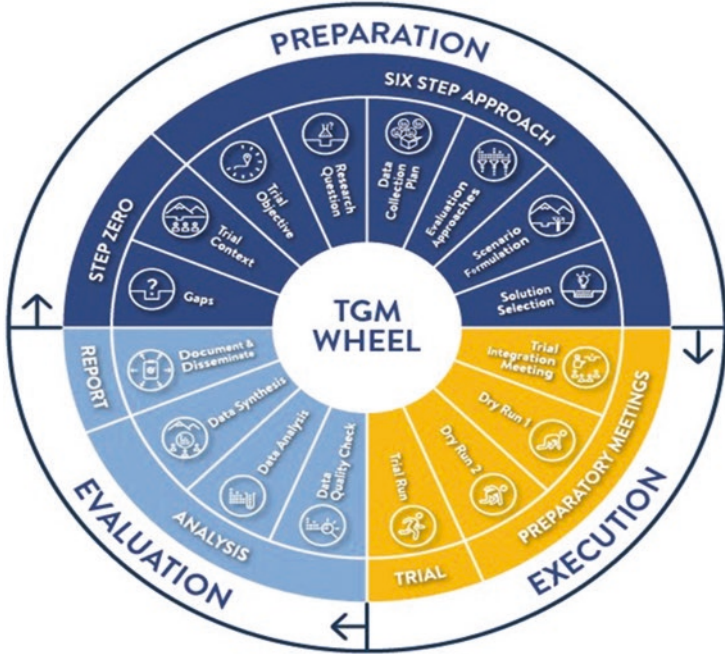 PREPARATION
SIX STEP APPROACH
STEP ZERO
Gaps
Trial
Context
Trial
Objective
Research
Question
Data
Collection
Plan
Evaluation
Approaches
Scenario
Formulation
Solution
Selection
TGM
WHEEL
Trial
Integration
Meeting
Dry Run 1
Dry Run 2
Trial Run
PREPARATORY MEETINGS
TRIAL
EXECUTION
Data
Quality Check
Data Analysis
Data Synthesis
Document &
Disseminate
ANALYSIS
REPORT
EVALUATION
?